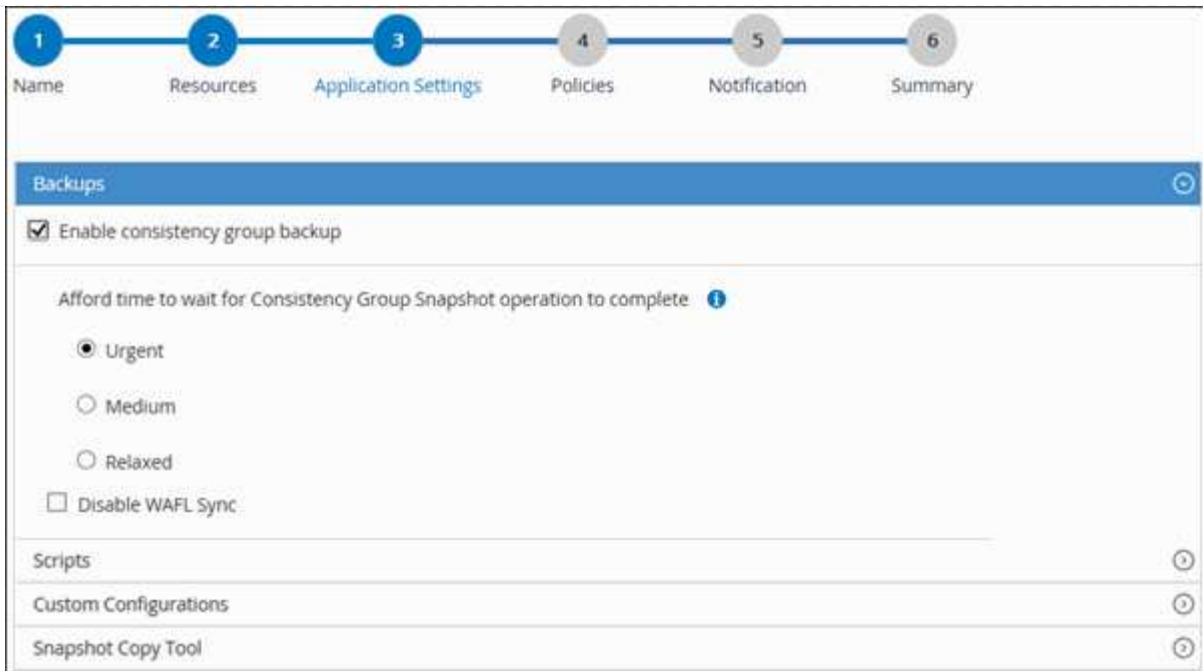 1 2 3 4 5 6
Name Resources Application Settings Policies Notification Summary
Backups
Enable consistency group backup
Afford time to wait for Consistency Group Snapshot operation to complete i
Urgent
Medium
Relaxed
Disable WAFL Sync
Scripts
Custom Configurations
Snapshot Copy Tool